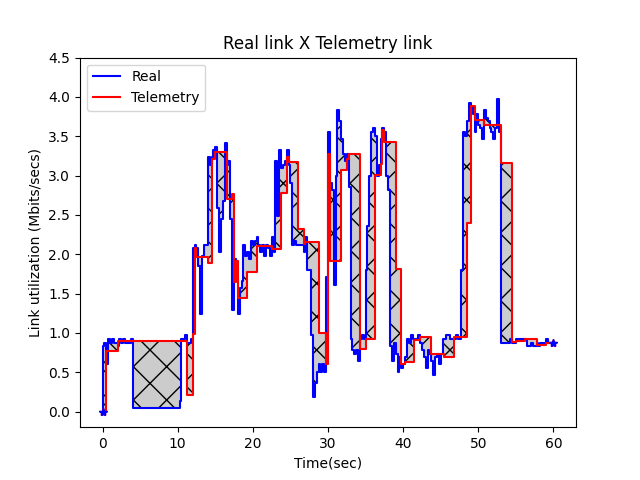 Real link X Telemetry link
Real
Telemetry
Link utilization (Mbits/secs)
4.5
4.0
3.5
3.0
2.5
2.0
1.5
1.0
0.5
0.0
0 10 20 30 40 50 60
Time(sec)